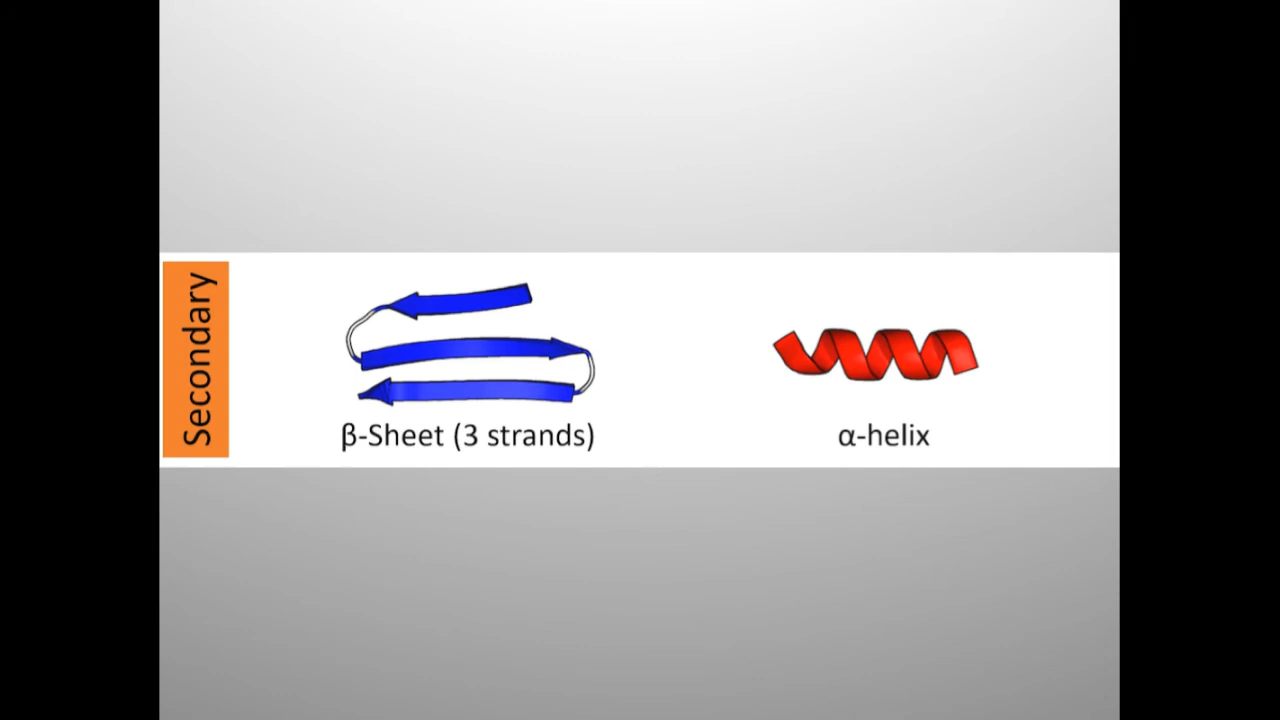 Secondary
β-Sheet (3 strands)
α-helix